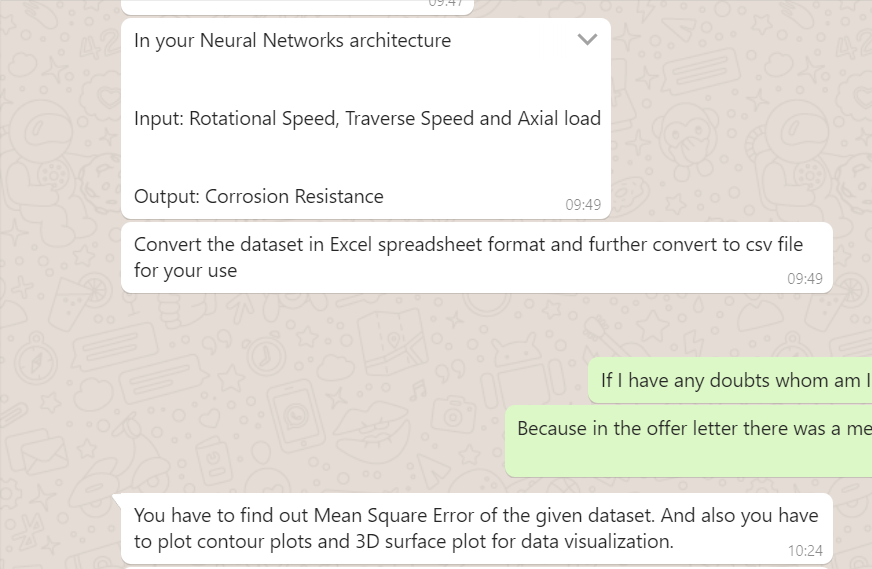 09:47
In your Neural Networks architecture
Input: Rotational Speed, Traverse Speed and Axial load
Output: Corrosion Resistance
09:49
Convert the dataset in Excel spreadsheet format and further convert to csv file
for your use
09:49
If I have any doubts whom am I
Because in the offer letter there was a me
You have to find out Mean Square Error of the given dataset. And also you have
to plot contour plots and 3D surface plot for data visualization.
10:24